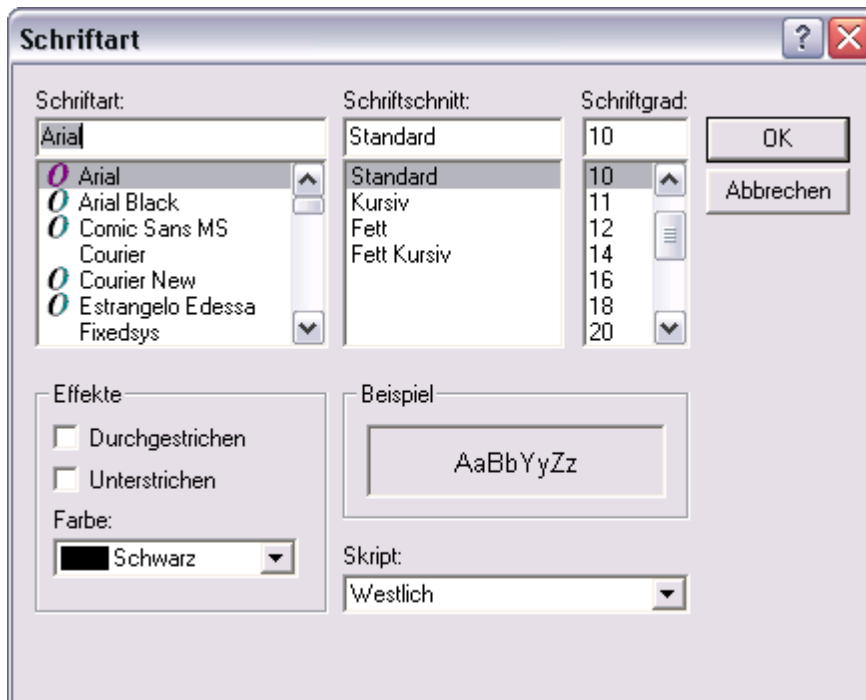 Schriftart
Schriftart:
Schriftschnitt:
Schriftgrad:
Arial
Standard
10
OK
Abbrechen
Arial
Arial Black
Comic Sans MS
Courier
Courier New
Estrangelo Edessa
Fixedsys
Standard
Kursiv
Fett
Fett Kursiv
10
11
12
14
16
18
20
Effekte
Durchgestrichen
Unterstrichen
Farbe:
Schwarz
Beispiel
AaBbYyZz
Skript:
Westlich